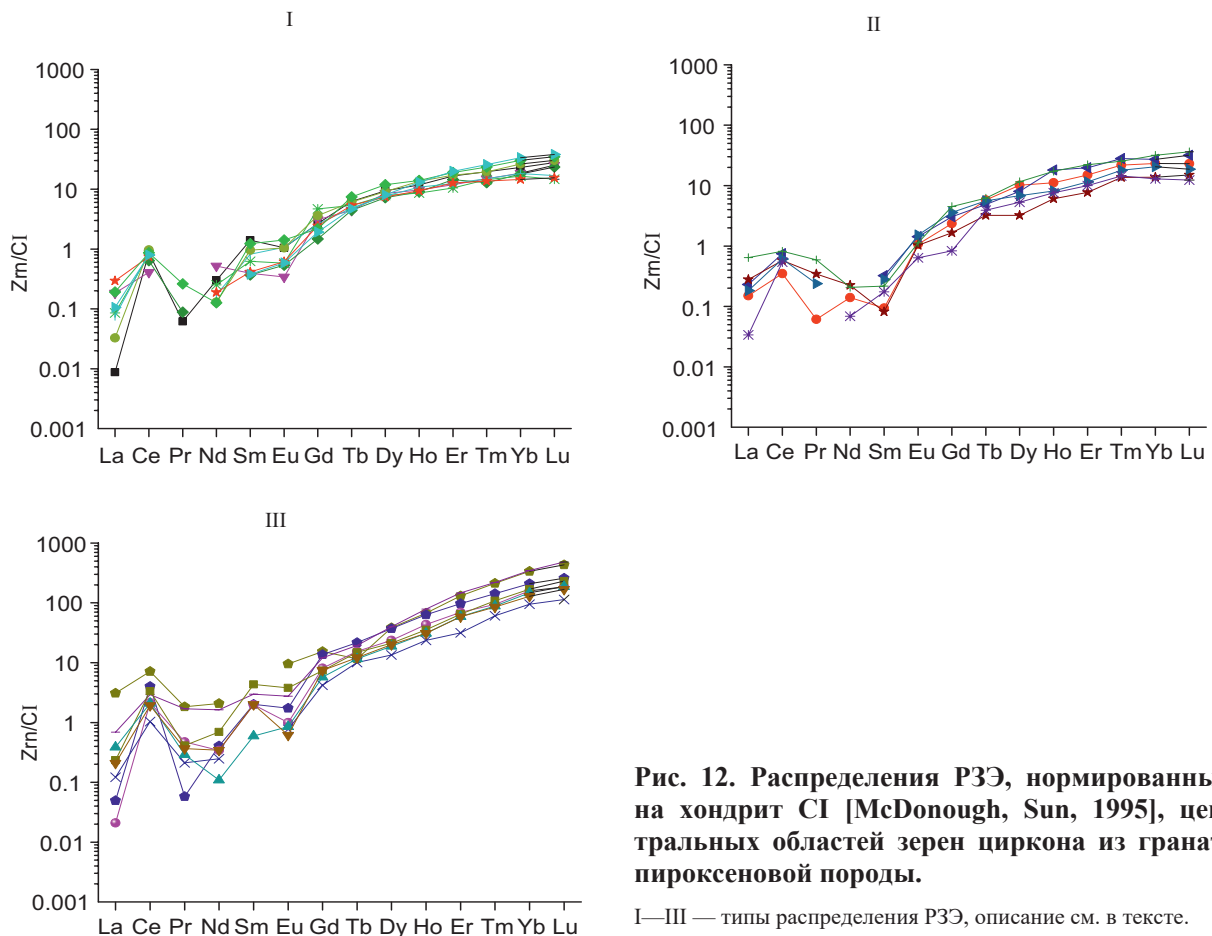 I
1000
100
10
1
0.1
0.01
0.001
Zrn/CI
La Ce Pr Nd Sm Eu Gd Tb Dy Ho Er Tm Yb Lu
II
1000
100
10
1
0.1
0.01
0.001
Zrn/CI
La Ce Pr Nd Sm Eu Gd Tb Dy Ho Er Tm Yb Lu
III
1000
100
10
1
0.1
0.01
0.001
Zrn/CI
La Ce Pr Nd Sm Eu Gd Tb Dy Ho Er Tm Yb Lu
Рис. 12. Распределения РЗЭ, нормированны
на хондрит CI [McDonough, Sun, 1995], цен
тральных областей зерен циркона из гранат
пироксеновой породы.
I—III — типы распределения РЗЭ, описание см. в тексте.